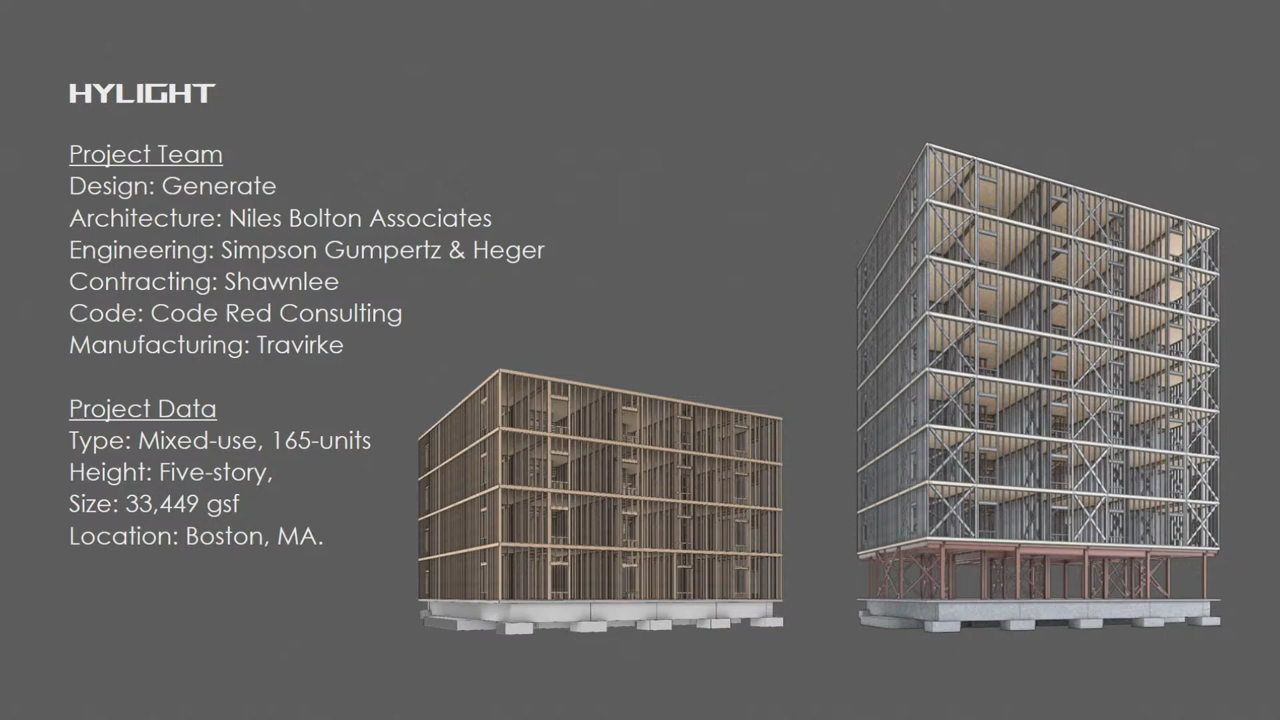 HYLIGHT
Project Team
Design: Generate
Architecture: Niles Bolton Associates
Engineering: Simpson Gumpertz & Heger
Contracting: Shawnlee
Code: Code Red Consulting
Manufacturing: Travirke
Project Data
Type: Mixed-use, 165-units
Height: Five-story,
Size: 33,449 gsf
Location: Boston, MA.